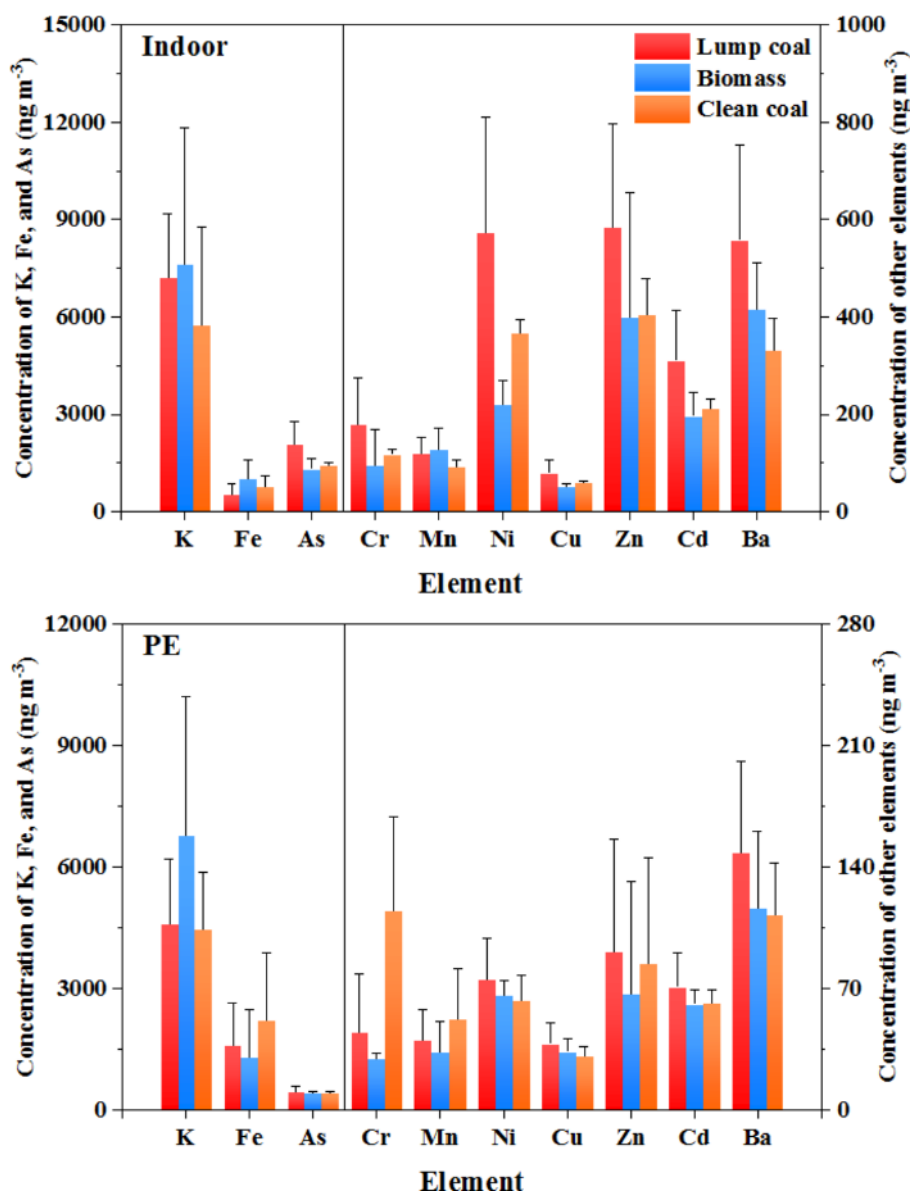 Indoor
Lump coal
Biomass
Clean coal
Concentration of K, Fe, and As (ng m-3)
15000
12000
9000
6000
3000
0
1000
800
600
400
200
0
Concentration of other elements (ng m-3)
K Fe As Cr Mn Ni Cu Zn Cd Ba
Element
PE
Concentration of K, Fe, and As (ng m-3)
12000
9000
6000
3000
0
280
210
140
70
0
Concentration of other elements (ng m-3)
K Fe As Cr Mn Ni Cu Zn Cd Ba
Element